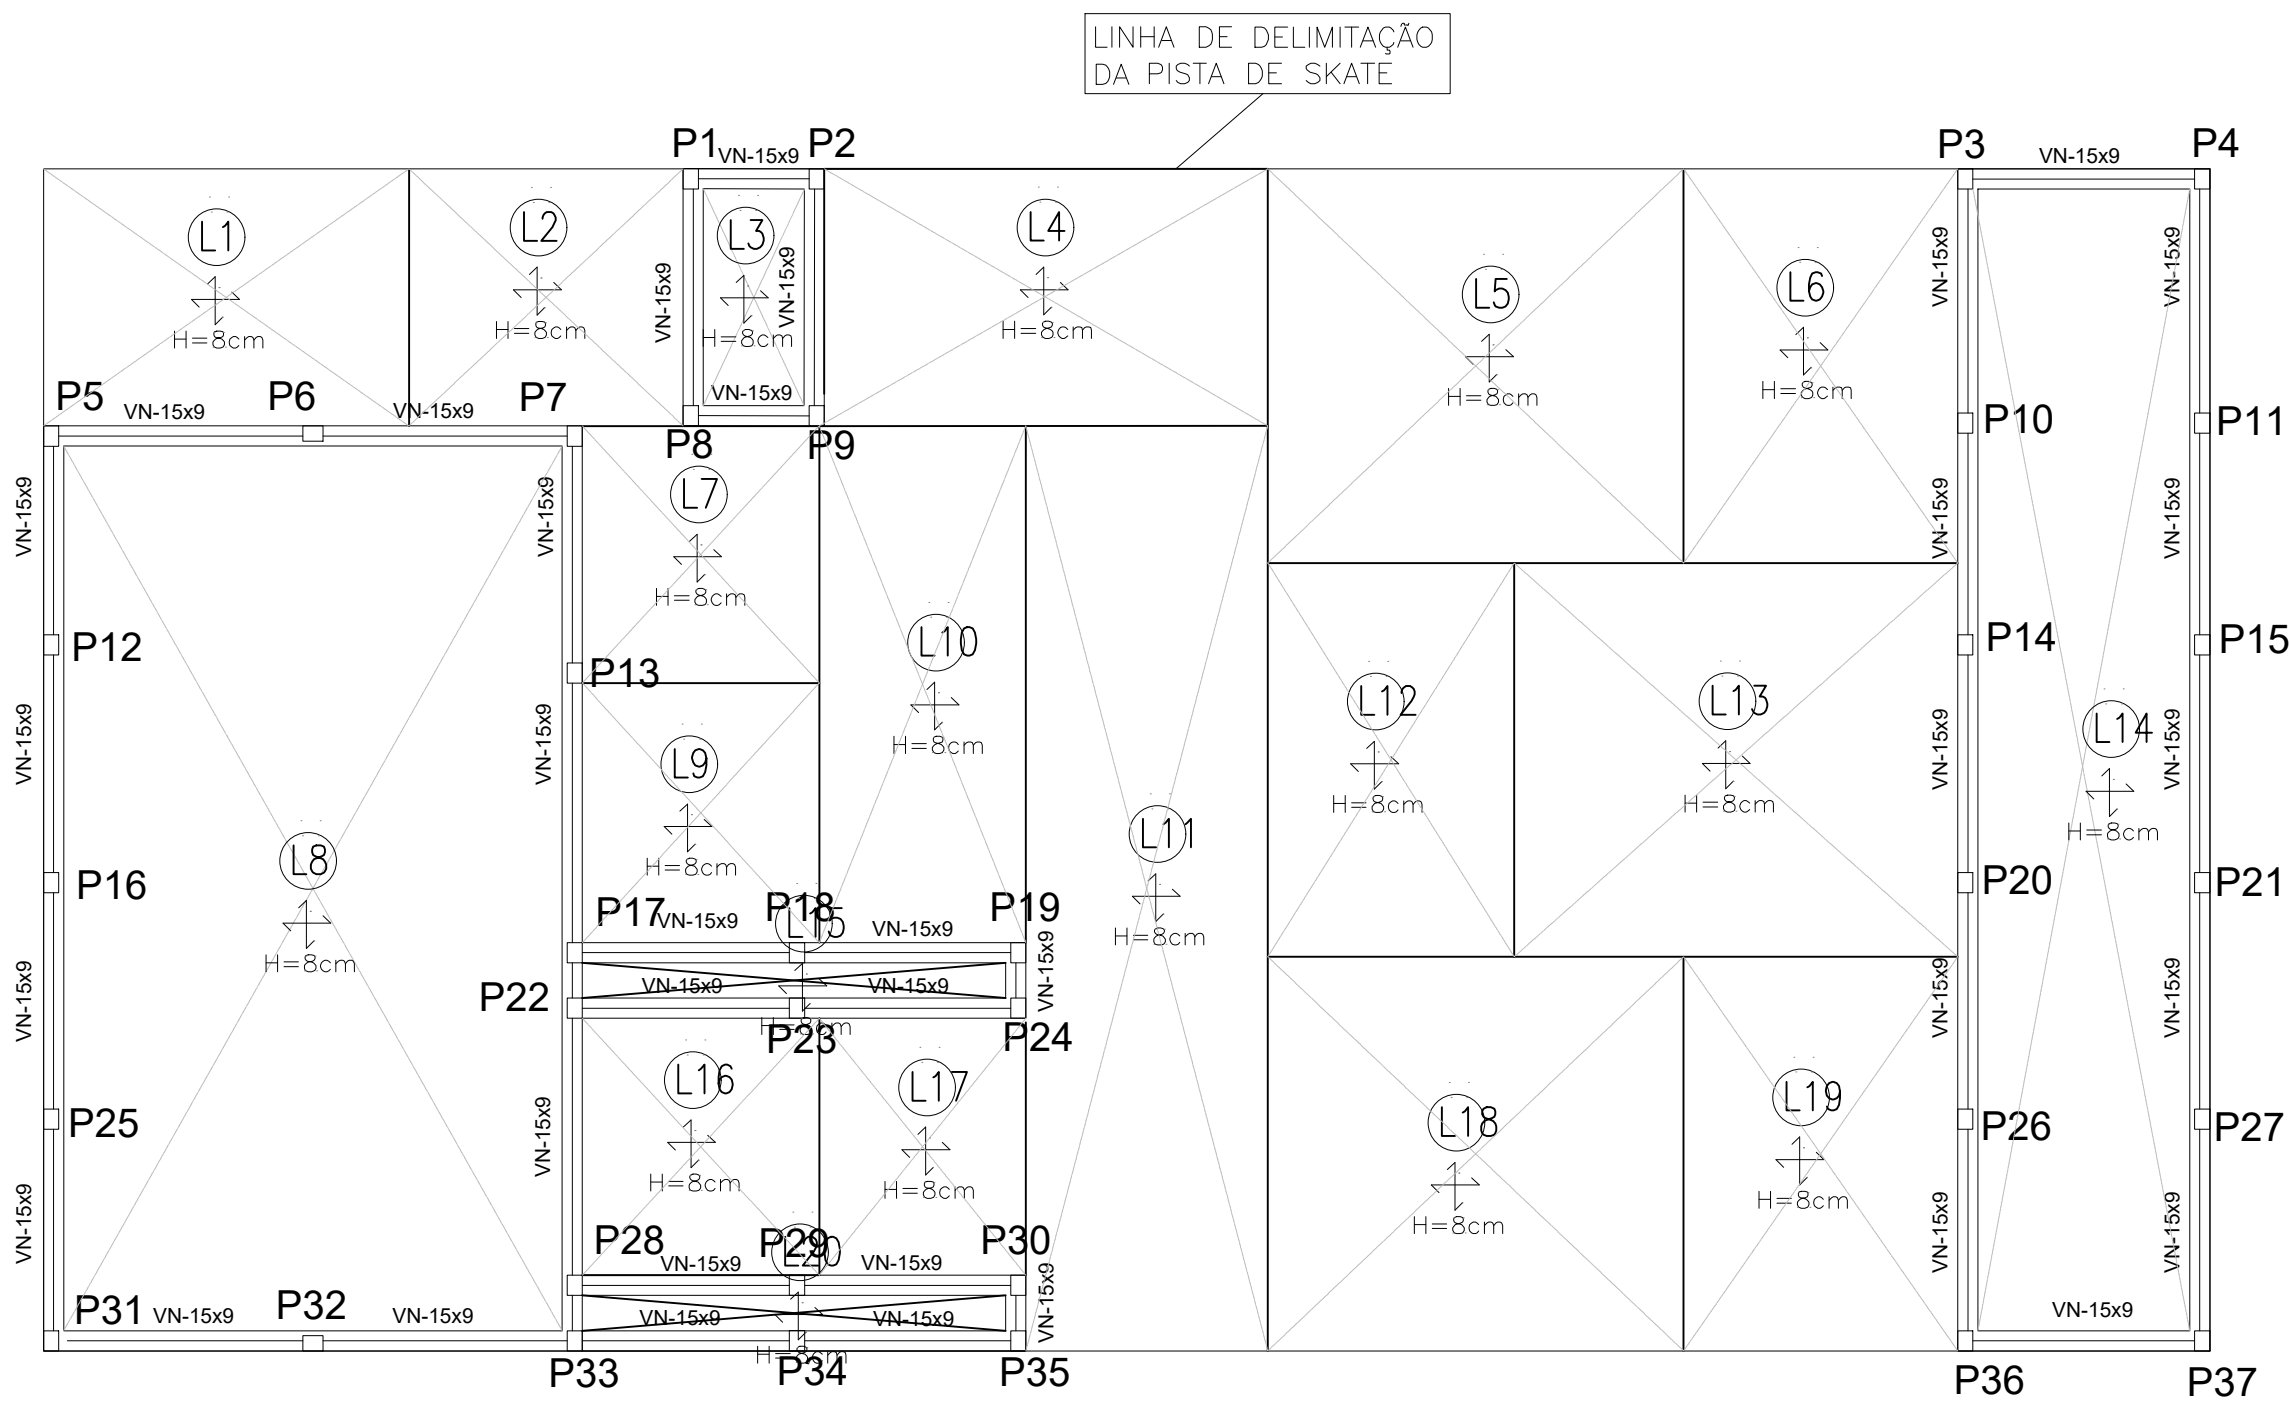 LINHA DE DELIMITAÇÃO
DA PISTA DE SKATE
P1
VN-15x9
P2
P3
VN-15x9
P4
L1
H=8cm
L2
H=8cm
VN-15x9
L3
H=8cm
VN-15x9
VN-15x9
L4
H=8cm
L5
H=8cm
L6
H=8cm
VN-15x9
VN-15x9
P5
VN-15x9
P6
VN-15x9
P7
P8
P9
P10
P11
VN-15x9
VN-15x9
L7
H=8cm
VN-15x9
VN-15x9
P12
P13
L10
H=8cm
P14
P15
VN-15x9
VN-15x9
L9
H=8cm
L12
H=8cm
L13
H=8cm
VN-15x9
L14
H=8cm
VN-15x9
L8
H=8cm
L11
H=8cm
P16
P17
VN-15x9
P18
L15
VN-15x9
P19
P20
P21
VN-15x9
P22
VN-15x9
VN-15x9
VN-15x9
H=8cm
P23
P24
VN-15x9
VN-15x9
P25
VN-15x9
L16
H=8cm
L17
H=8cm
L18
H=8cm
L19
H=8cm
P26
P27
VN-15x9
P28
VN-15x9
P29
L20
VN-15x9
P30
VN-15x9
VN-15x9
P31
VN-15x9
P32
VN-15x9
VN-15x9
VN-15x9
VN-15x9
VN-15x9
H=8cm
P33
P34
P35
P36
P37